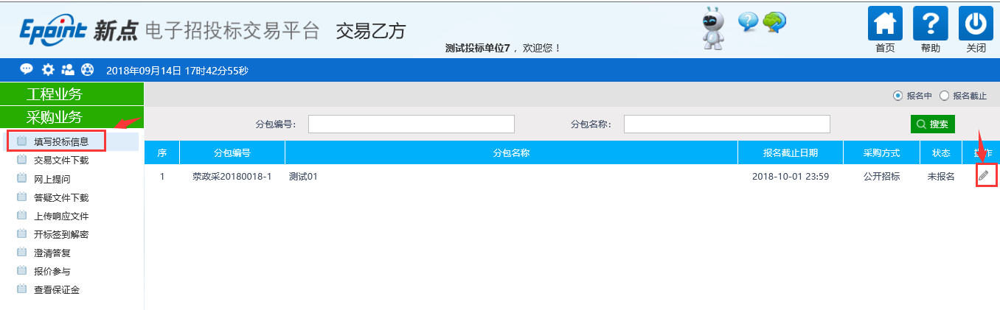 Epoint 新点 电子招投标交易平台 交易乙方
测试投标单位7 ，欢迎您！
首页 帮助 关闭
2018年09月14日 17时42分55秒
工程业务
采购业务
填写投标信息
交易文件下载
网上提问
答疑文件下载
上传响应文件
开标签到解密
澄清答复
报价参与
查看保证金
报名中 报名截止
分包编号： 分包名称： 搜索
序 分包编号 分包名称 报名截止日期 采购方式 状态 操作
1 荥政采20180018-1 测试01 2018-10-01 23:59 公开招标 未报名